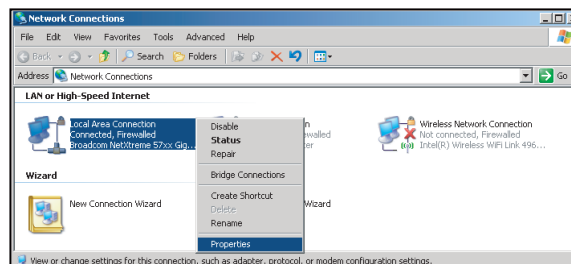 Network Connections
File Edit View Favorites Tools Advanced Help
Back Search Folders
Address Network Connections Go
LAN or High-Speed Internet
Local Area Connection
Connected, Firewalled
Broadcom NetXtreme 57xx Gig...
Disable
Status
Repair
Bridge Connections
Create Shortcut
Delete
Rename
Properties
Wireless Network Connection
Not connected, Firewalled
Intel(R) Wireless WiFi Link 496...
Wizard
New Connection Wizard
Wizard
View or change settings for this connection, such as adapter, protocol, or modem configuration settings.